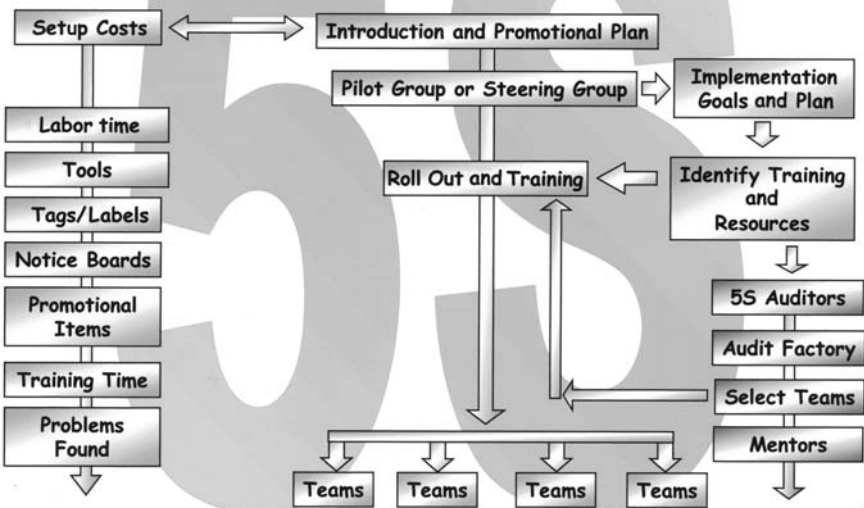 5S
Setup Costs
Introduction and Promotional Plan
Pilot Group or Steering Group
Implementation
Goals and Plan
Labor time
Tools
Roll Out and Training
Identify Training
and
Resources
Tags/Labels
Notice Boards
5S Auditors
Promotional
Items
Audit Factory
Training Time
Select Teams
Problems
Found
Mentors
Teams
Teams
Teams
Teams